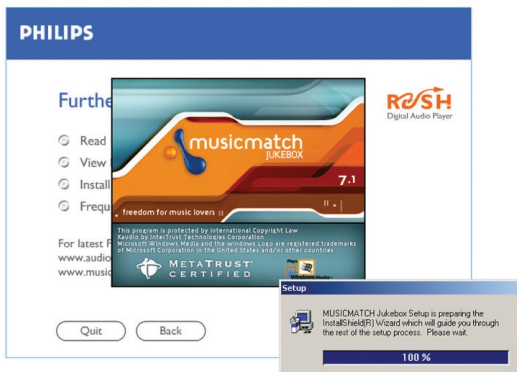 PHILIPS
Furthe
RUSH
Digital Audio Player
Read
View
Install
Frequ
For latest F
www.audio
www.music
Quit
Back
musicmatch
JUKEBOX
7.1
freedom for music lovers
This program is protected by International Copyright Law
Xaudio by InterTrust Technologies Corporation
Microsoft Windows Media and the windows Logo are registered trademarks
of Microsoft Corporation in the United States and/or other countries
METATRUST
CERTIFIED
Plays
Windows Media
Setup
MUSICMATCH Jukebox Setup is preparing the
InstallShield(R) Wizard which will guide you through
the rest of the setup process. Please wait.
100 %